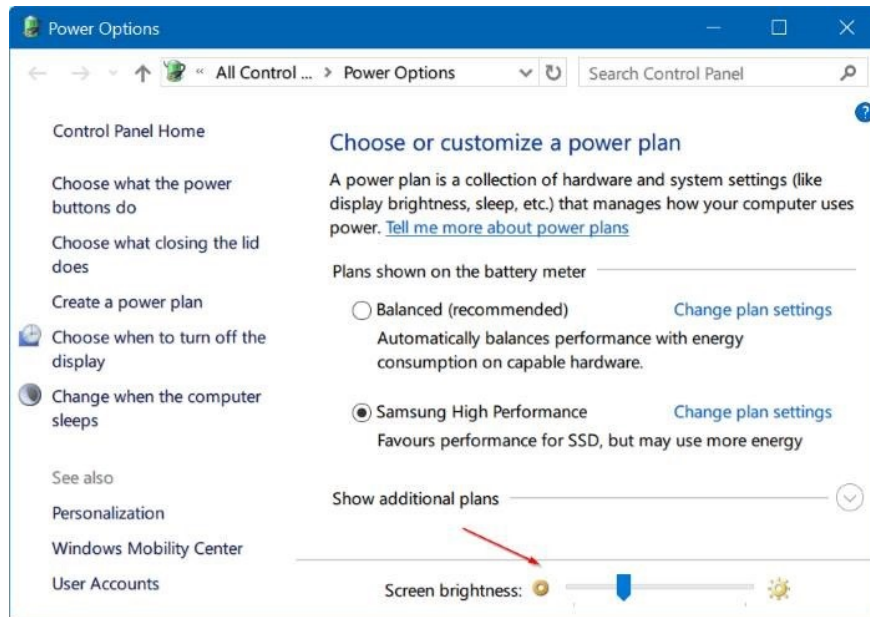 Power Options
« All Control ... > Power Options
Search Control Panel
?
Control Panel Home
Choose what the power
buttons do
Choose what closing the lid
does
Create a power plan
Choose when to turn off the
display
Change when the computer
sleeps
See also
Personalization
Windows Mobility Center
User Accounts
Choose or customize a power plan
A power plan is a collection of hardware and system settings (like
display brightness, sleep, etc.) that manages how your computer uses
power. Tell me more about power plans
Plans shown on the battery meter
Balanced (recommended)
Change plan settings
Automatically balances performance with energy
consumption on capable hardware.
Samsung High Performance
Change plan settings
Favours performance for SSD, but may use more energy
Show additional plans
Screen brightness: